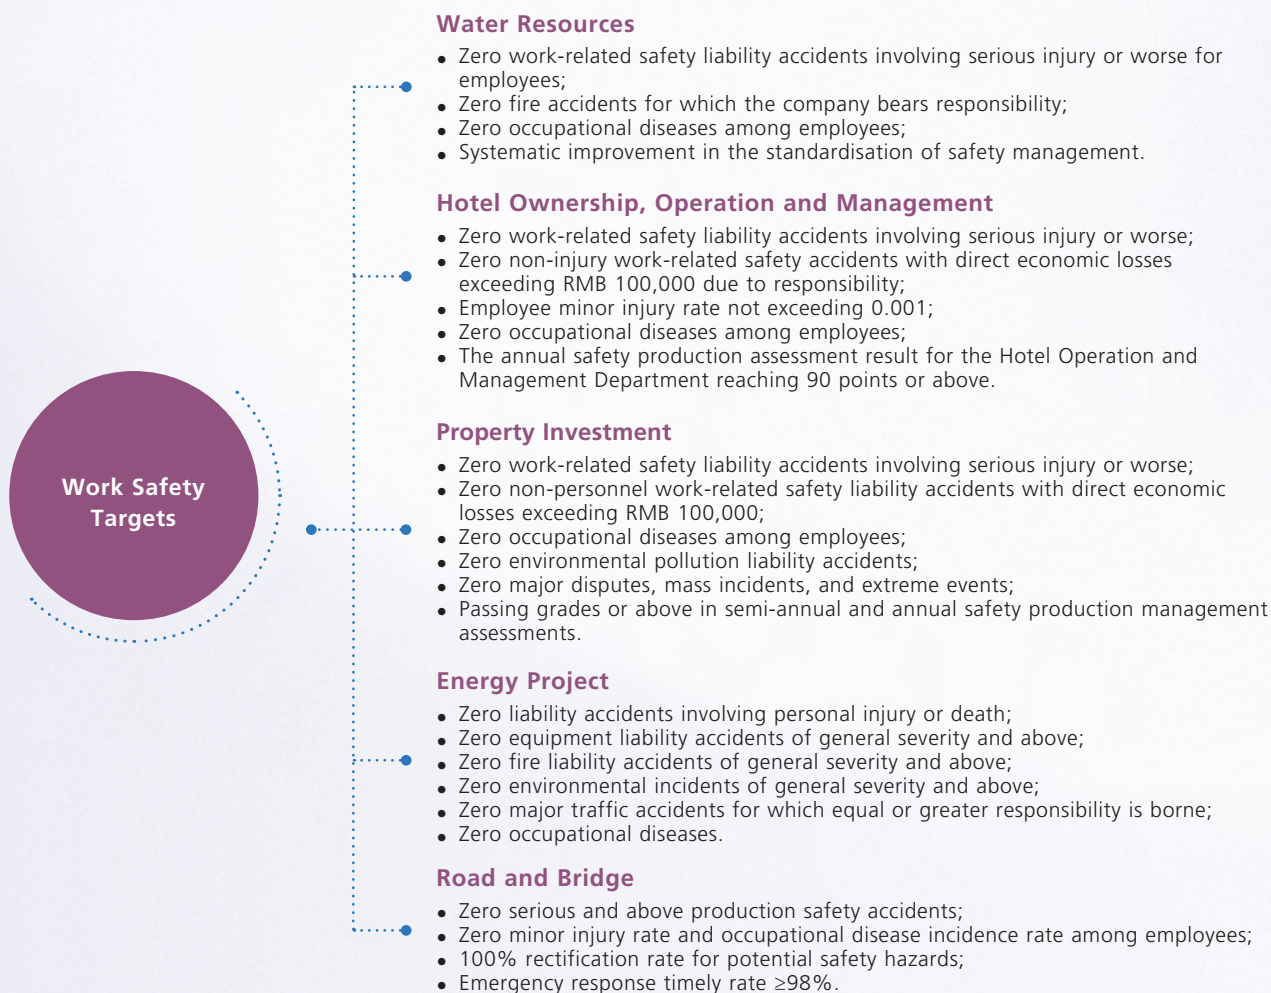 Water Resources
● Zero work-related safety liability accidents involving serious injury or worse for
employees;
● Zero fire accidents for which the company bears responsibility;
● Zero occupational diseases among employees;
● Systematic improvement in the standardisation of safety management.
Hotel Ownership, Operation and Management
● Zero work-related safety liability accidents involving serious injury or worse;
● Zero non-injury work-related safety accidents with direct economic losses
exceeding RMB 100,000 due to responsibility;
● Employee minor injury rate not exceeding 0.001;
● Zero occupational diseases among employees;
● The annual safety production assessment result for the Hotel Operation and
Management Department reaching 90 points or above.
Work Safety
Targets
Property Investment
● Zero work-related safety liability accidents involving serious injury or worse;
● Zero non-personnel work-related safety liability accidents with direct economic
losses exceeding RMB 100,000;
● Zero occupational diseases among employees;
● Zero environmental pollution liability accidents;
● Zero major disputes, mass incidents, and extreme events;
● Passing grades or above in semi-annual and annual safety production management
assessments.
Energy Project
● Zero liability accidents involving personal injury or death;
● Zero equipment liability accidents of general severity and above;
● Zero fire liability accidents of general severity and above;
● Zero environmental incidents of general severity and above;
● Zero major traffic accidents for which equal or greater responsibility is borne;
● Zero occupational diseases.
Road and Bridge
● Zero serious and above production safety accidents;
● Zero minor injury rate and occupational disease incidence rate among employees;
● 100% rectification rate for potential safety hazards;
● Emergency response timely rate ≥98%.